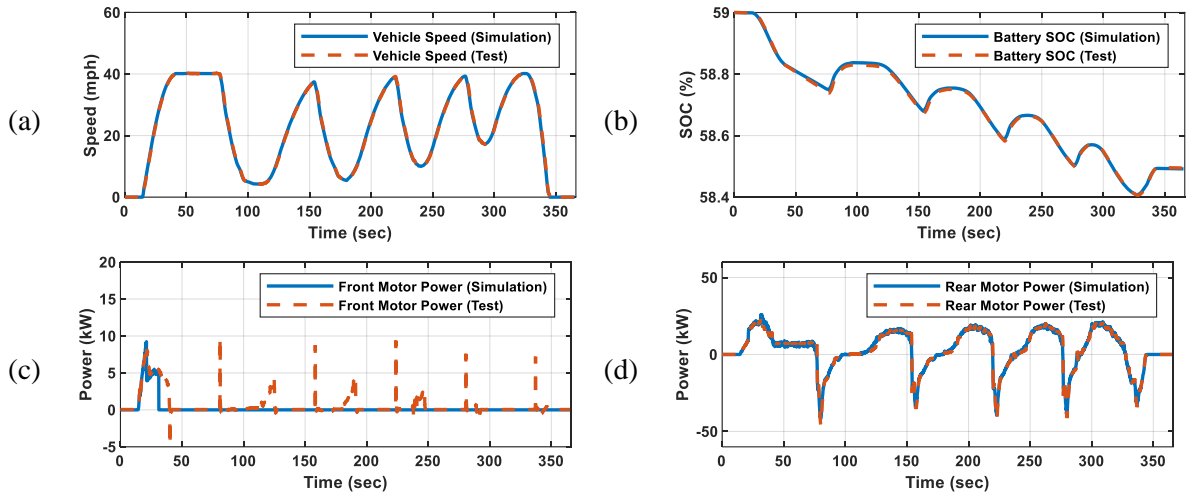 (a)
60
40
20
0
Speed (mph)
Vehicle Speed (Simulation)
Vehicle Speed (Test)
0 50 100 150 200 250 300 350
Time (sec)
(b)
59
58.8
58.6
58.4
SOC (%)
Battery SOC (Simulation)
Battery SOC (Test)
0 50 100 150 200 250 300 350
Time (sec)
(c)
20
15
10
5
0
-5
Power (kW)
Front Motor Power (Simulation)
Front Motor Power (Test)
0 50 100 150 200 250 300 350
Time (sec)
(d)
50
0
-50
Power (kW)
Rear Motor Power (Simulation)
Rear Motor Power (Test)
0 50 100 150 200 250 300 350
Time (sec)